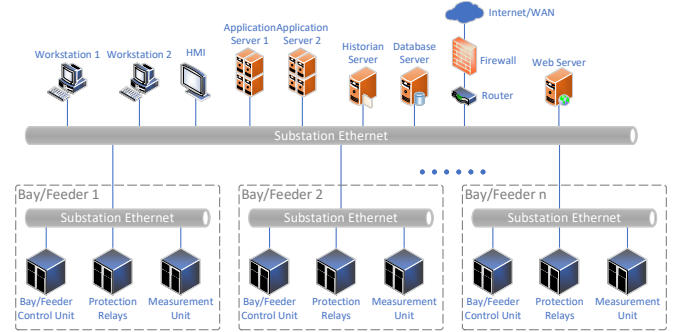 Internet/WAN
Application
Server 1
Application
Server 2
Workstation 1
Workstation 2
HMI
Historian
Server
Database
Server
Firewall
Web Server
Router
Substation Ethernet
Bay/Feeder 1
Bay/Feeder 2
Bay/Feeder n
Substation Ethernet
Substation Ethernet
Substation Ethernet
Bay/Feeder
Control Unit
Protection
Relays
Measurement
Unit
Bay/Feeder
Control Unit
Protection
Relays
Measurement
Unit
Bay/Feeder
Control Unit
Protection
Relays
Measurement
Unit